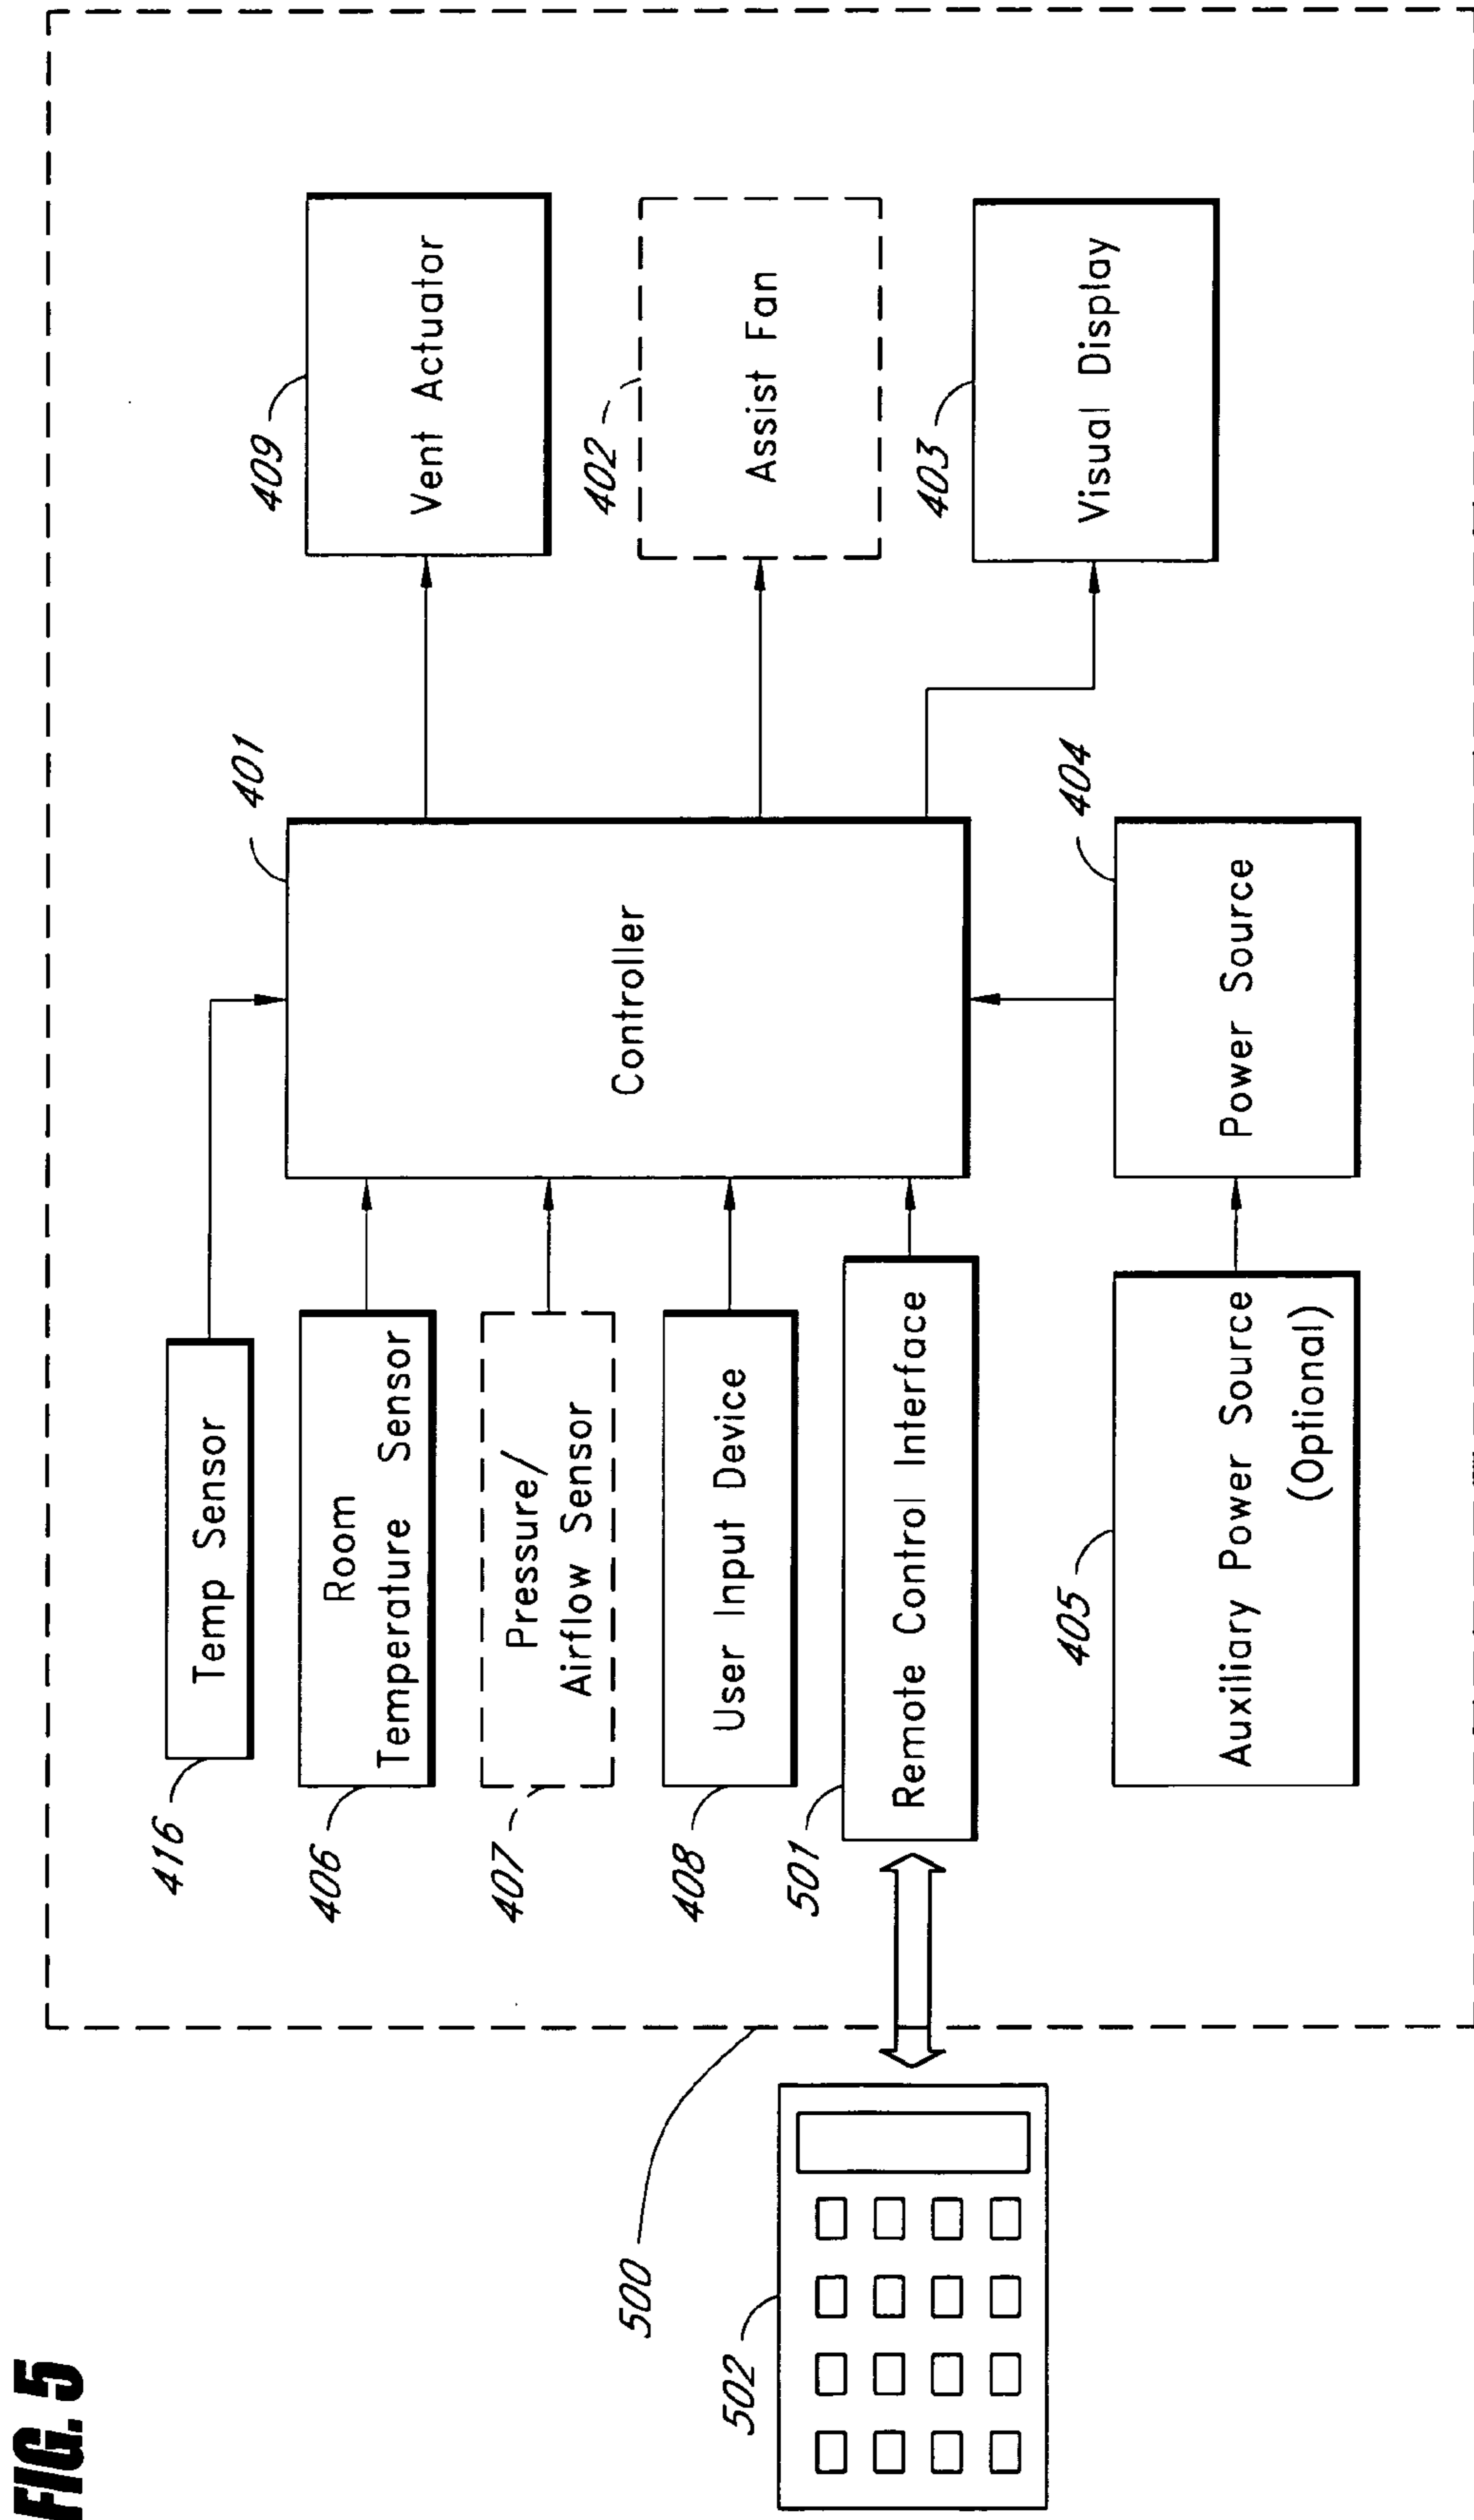 FIG. 5
416
Temp Sensor
401
409
406
Room
Temperature Sensor
Vent Actuator
407
Pressure/
Airflow Sensor
Controller
402
Assist Fan
500
408
User Input Device
502
501
Remote Control Interface
403
Visual Display
405
Auxiliary Power Source
(Optional)
404
Power Source